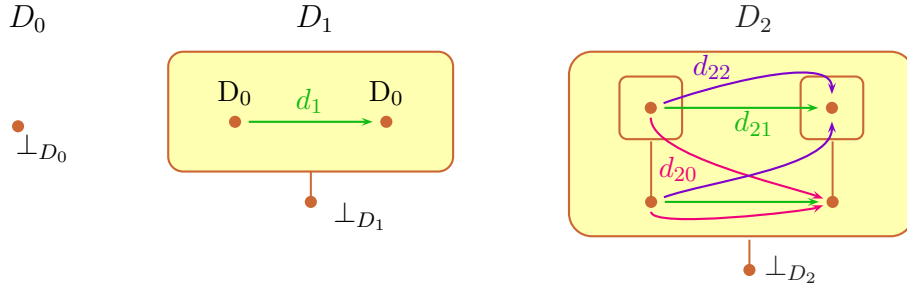 D₀ D₁ D₂
d₂₂
D₀ D₀
d₁
d₂₁
⊥_{D₀}
d₂₀
⊥_{D₁}
⊥_{D₂}